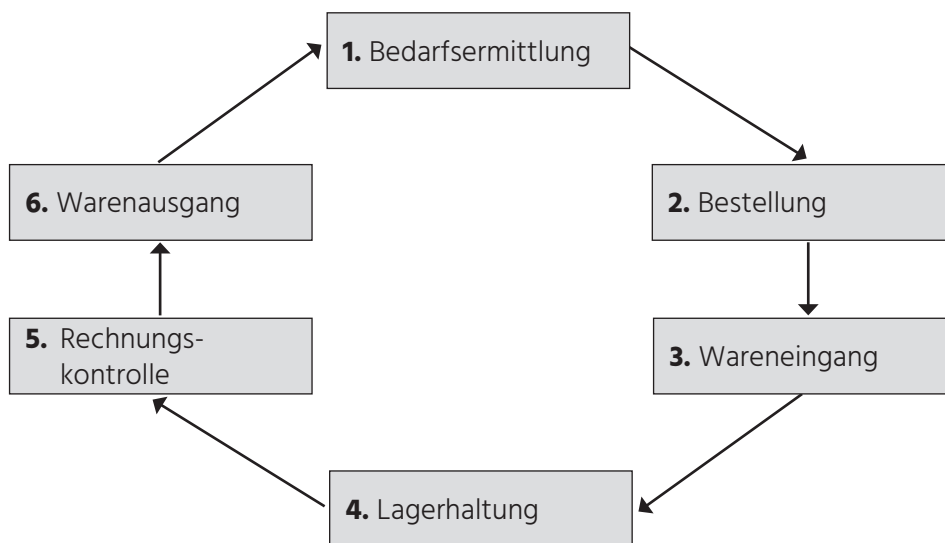 1. Bedarfsermittlung
2. Bestellung
3. Wareneingang
4. Lagerhaltung
5. Rechnungs-
kontrolle
6. Warenausgang